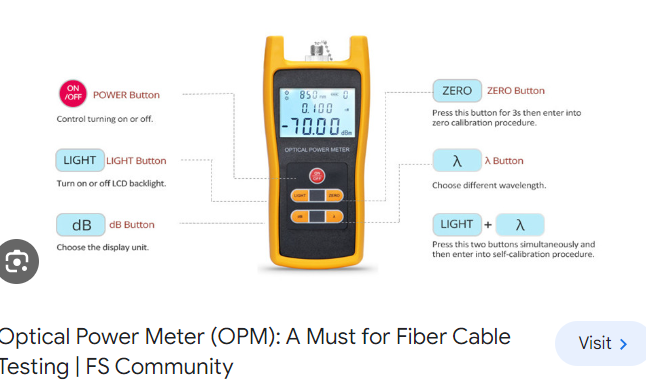 ON
/OFF
POWER Button
Control turning on or off.
LIGHT
LIGHT Button
Turn on or off LCD backlight.
dB
dB Button
Choose the display unit.
850
0.100
-70.00 dBm
OPTICAL POWER METER
ON
OFF
LIGHT
ZERO
dB
λ
ZERO
ZERO Button
Press this button for 3s then enter into
zero calibration procedure.
λ
λ Button
Choose different wavelength.
LIGHT + λ
Press this two buttons simultaneously and
then enter into self-calibration procedure.
Optical Power Meter (OPM): A Must for Fiber Cable
Testing | FS Community
Visit